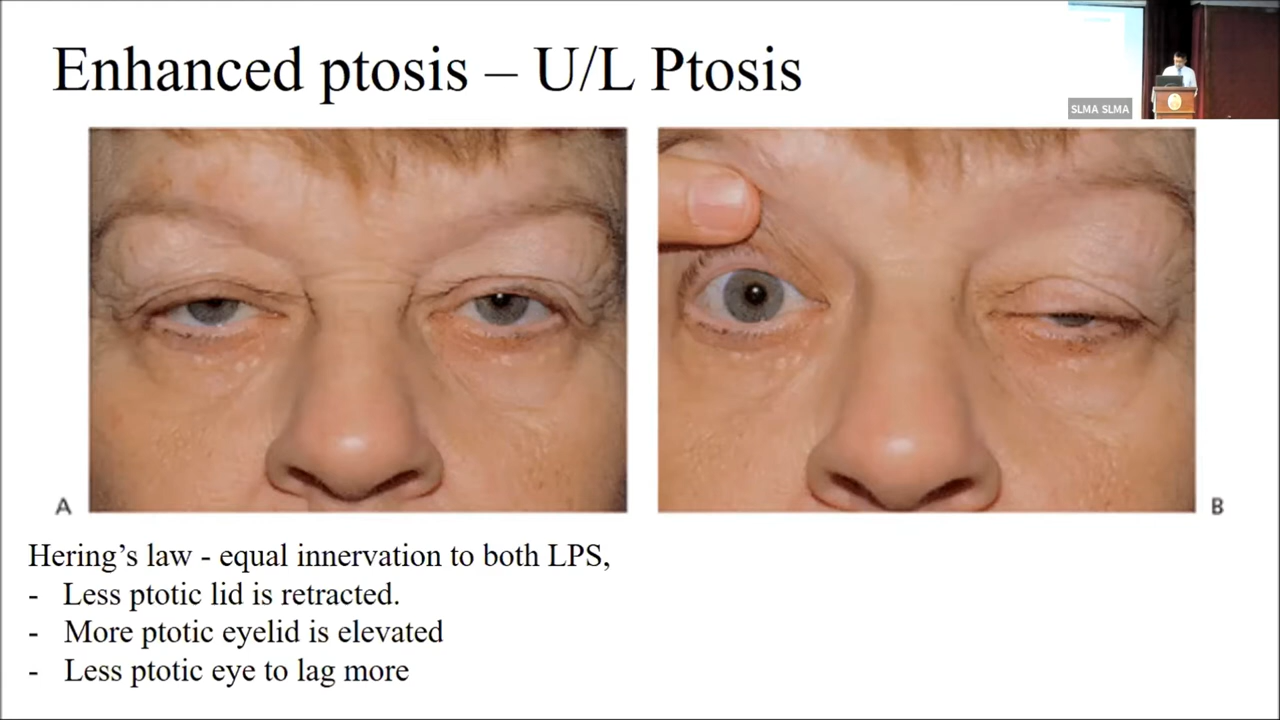 Enhanced ptosis – U/L Ptosis
SLMA SLMA
A
B
Hering’s law - equal innervation to both LPS,
- Less ptotic lid is retracted.
- More ptotic eyelid is elevated
- Less ptotic eye to lag more